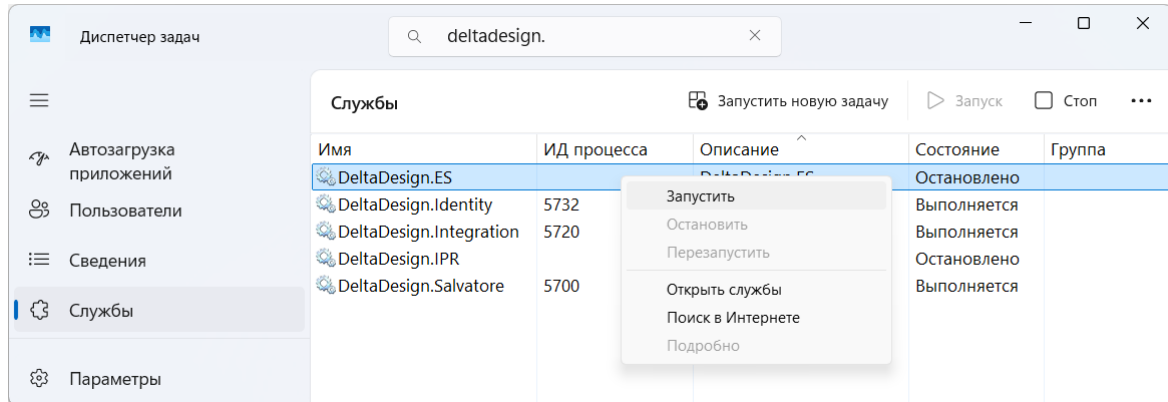 Диспетчер задач
deltadesign.
Службы
Запустить новую задачу
Запуск
Стоп
Автозагрузка приложений
Пользователи
Сведения
Службы
Параметры
Имя ИД процесса Описание Состояние Группа
DeltaDesign.ES DeltaDesign.ES Остановлено
DeltaDesign.Identity 5732 Выполняется
DeltaDesign.Integration 5720 Выполняется
DeltaDesign.IPR Остановлено
DeltaDesign.Salvatore 5700 Выполняется
Запустить
Остановить
Перезапустить
Открыть службы
Поиск в Интернете
Подробно